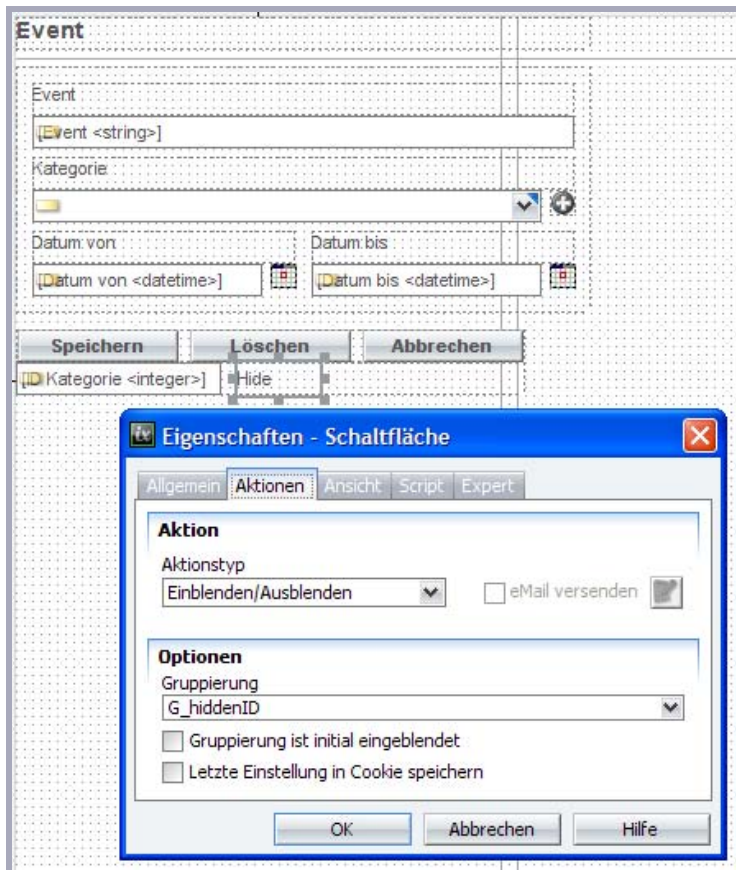 Event
Event
[Event <string>]
Kategorie
Datum von
Datum bis
[Datum von <datetime>]
[Datum bis <datetime>]
Speichern
Löschen
Abbrechen
[ID Kategorie <integer>]
Hide
ix Eigenschaften - Schaltfläche
Allgemein
Aktionen
Ansicht
Script
Expert
Aktion
Aktionstyp
Einblenden/Ausblenden
eMail versenden
Optionen
Gruppierung
G_hiddenID
Gruppierung ist initial eingeblendet
Letzte Einstellung in Cookie speichern
OK
Abbrechen
Hilfe